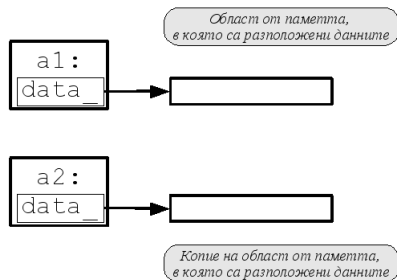 Област от паметта,
в която са разположени данните
a1:
data_
a2:
data_
Копие на област от паметта,
в която са разположени данните